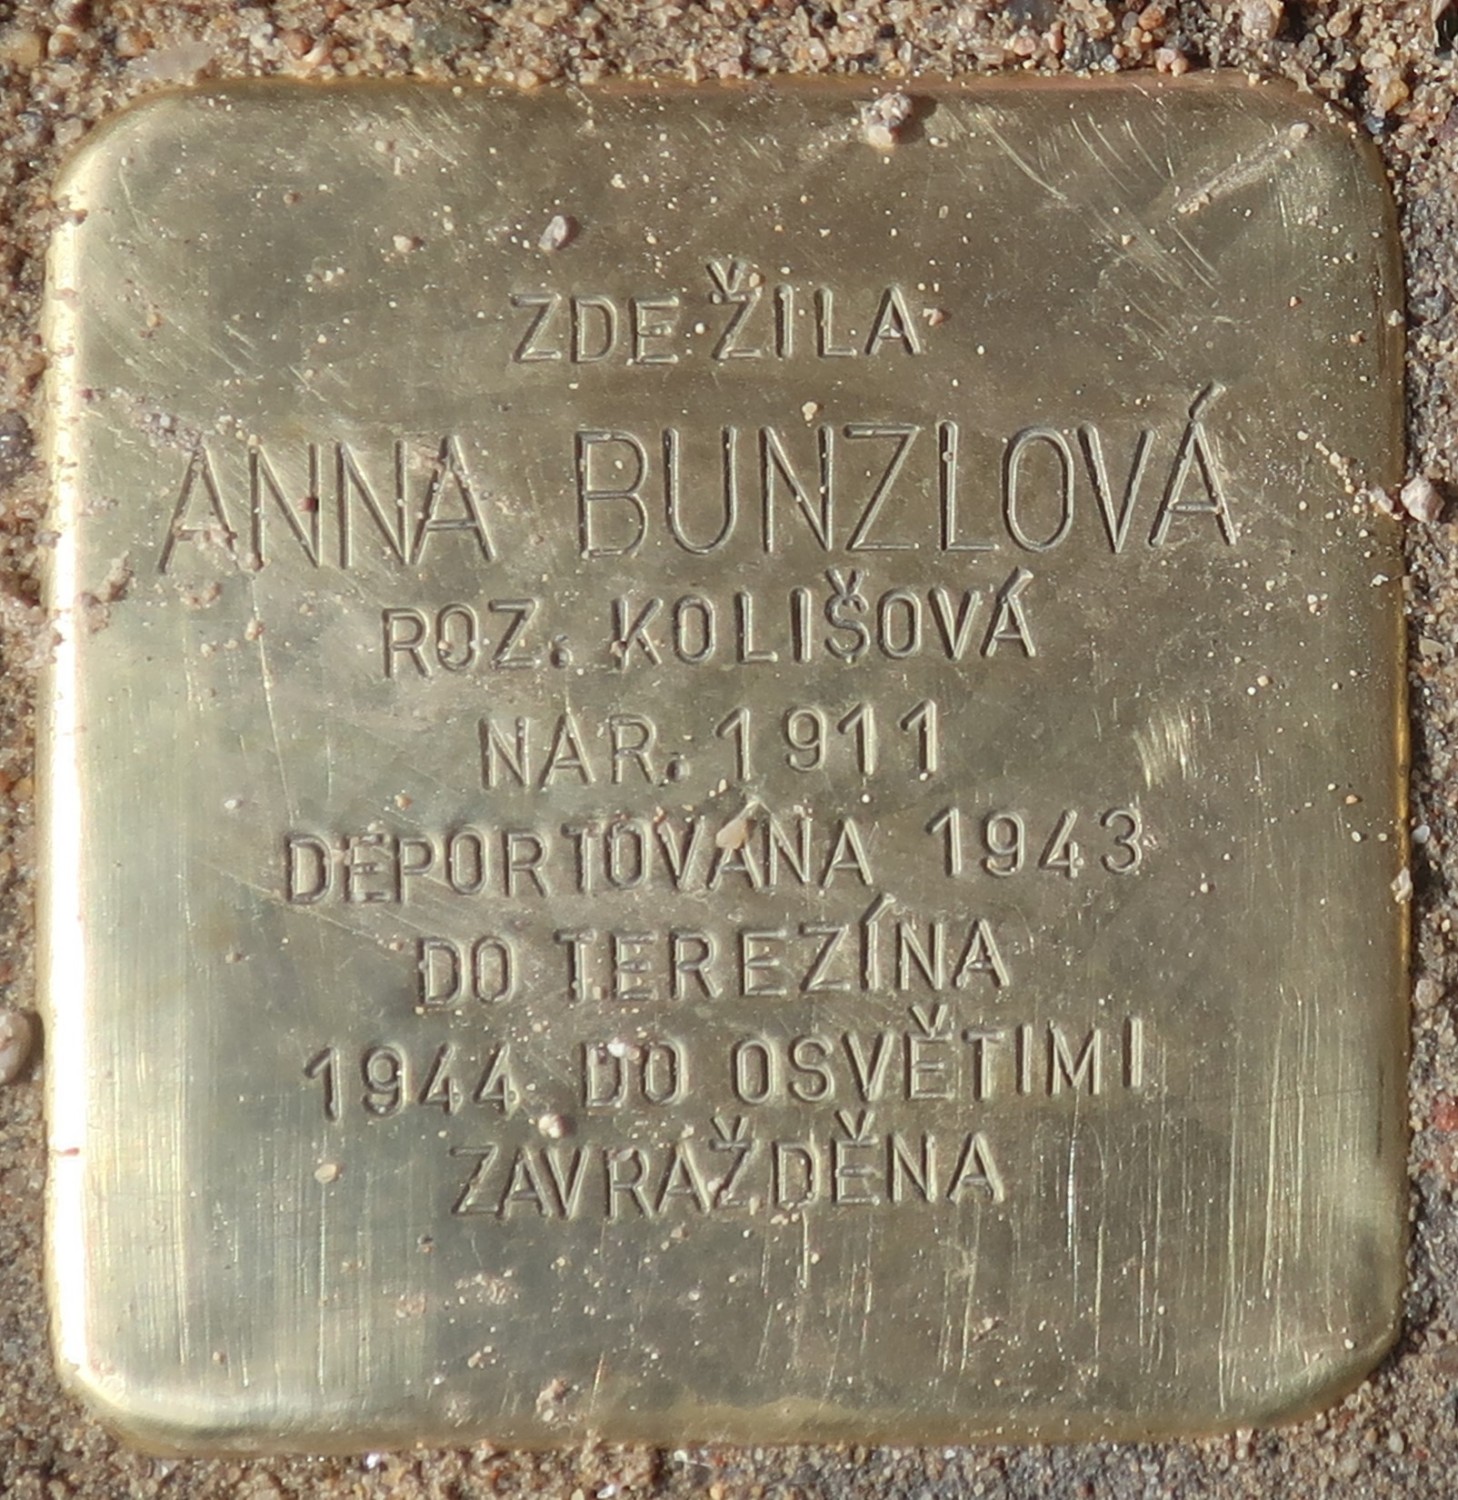 ZDE ŽILA
ANNA BUNZLOVÁ
ROZ. KOLIŠOVÁ
NAR. 1911
DEPORTOVÁNA 1943
DO TEREZÍNA
1944 DO OSVĚTIMI
ZAVRAŽDĚNA